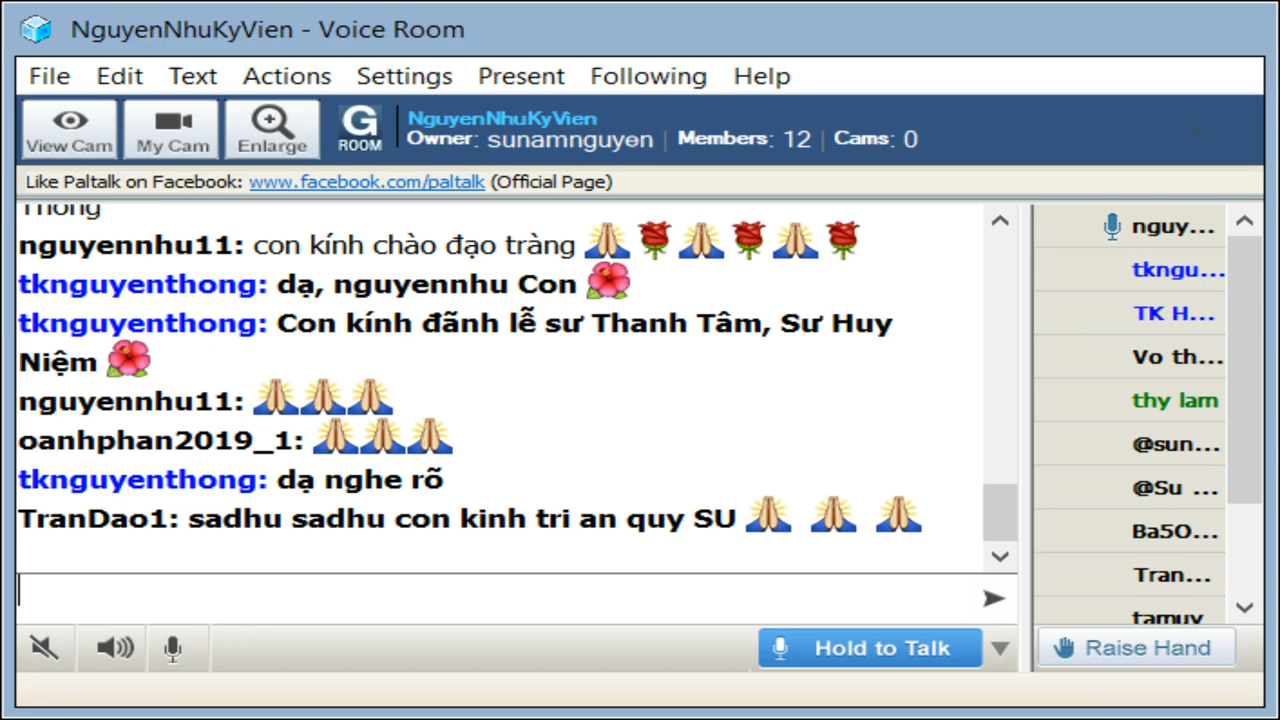 NguyenNhuKyVien - Voice Room
File Edit Text Actions Settings Present Following Help
View Cam My Cam Enlarge G ROOM
NguyenNhuKyVien
Owner: sunamnguyen | Members: 12 | Cams: 0
Like Paltalk on Facebook: www.facebook.com/paltalk (Official Page)
Thong
nguyennhu11: con kính chào đạo tràng 🙏🌹🙏🌹🙏🌹
tknguyenthong: dạ, nguyennhu Con 🌺
tknguyenthong: Con kính đãnh lễ sư Thanh Tâm, Sư Huy
Niệm 🌺
nguyennhu11: 🙏🙏🙏
oanhphan2019_1: 🙏🙏🙏
tknguyenthong: dạ nghe rõ
TranDao1: sadhu sadhu con kinh tri an quy SU 🙏 🙏 🙏
nguy...
tkngu...
TK H...
Vo th...
thy lam
@sun...
@Su ...
Ba5O...
Tran...
tamuy
Hold to Talk
Raise Hand